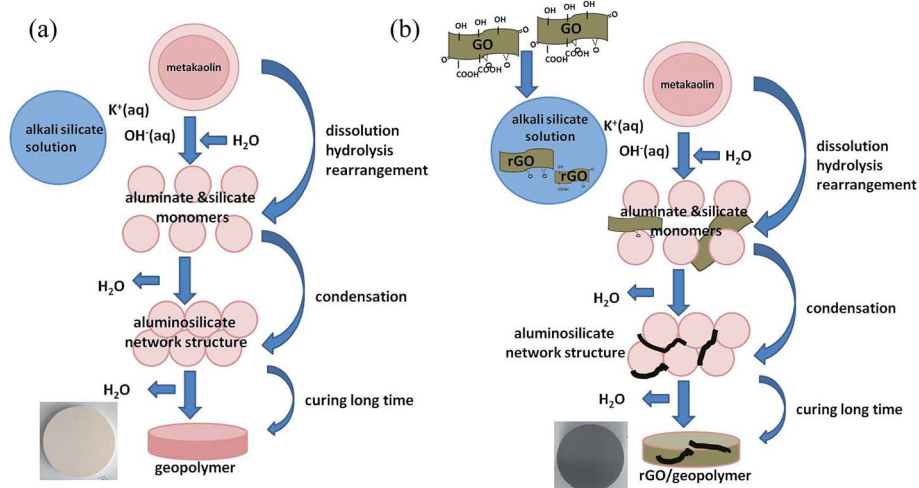 (a)
metakaolin
alkali silicate
solution
K⁺(aq)
OH⁻(aq)
H₂O
dissolution
hydrolysis
rearrangement
aluminate &silicate
monomers
H₂O
condensation
aluminosilicate
network structure
H₂O
curing long time
geopolymer
(b)
OH OH OH
O
GO
O
O
COOH
COOH
OH OH OH
O
GO
O
O
COOH
COOH
alkali silicate
solution
rGO
rGO
COOH
metakaolin
K⁺(aq)
OH⁻(aq)
H₂O
dissolution
hydrolysis
rearrangement
aluminate &silicate
monomers
H₂O
condensation
aluminosilicate
network structure
H₂O
curing long time
rGO/geopolymer